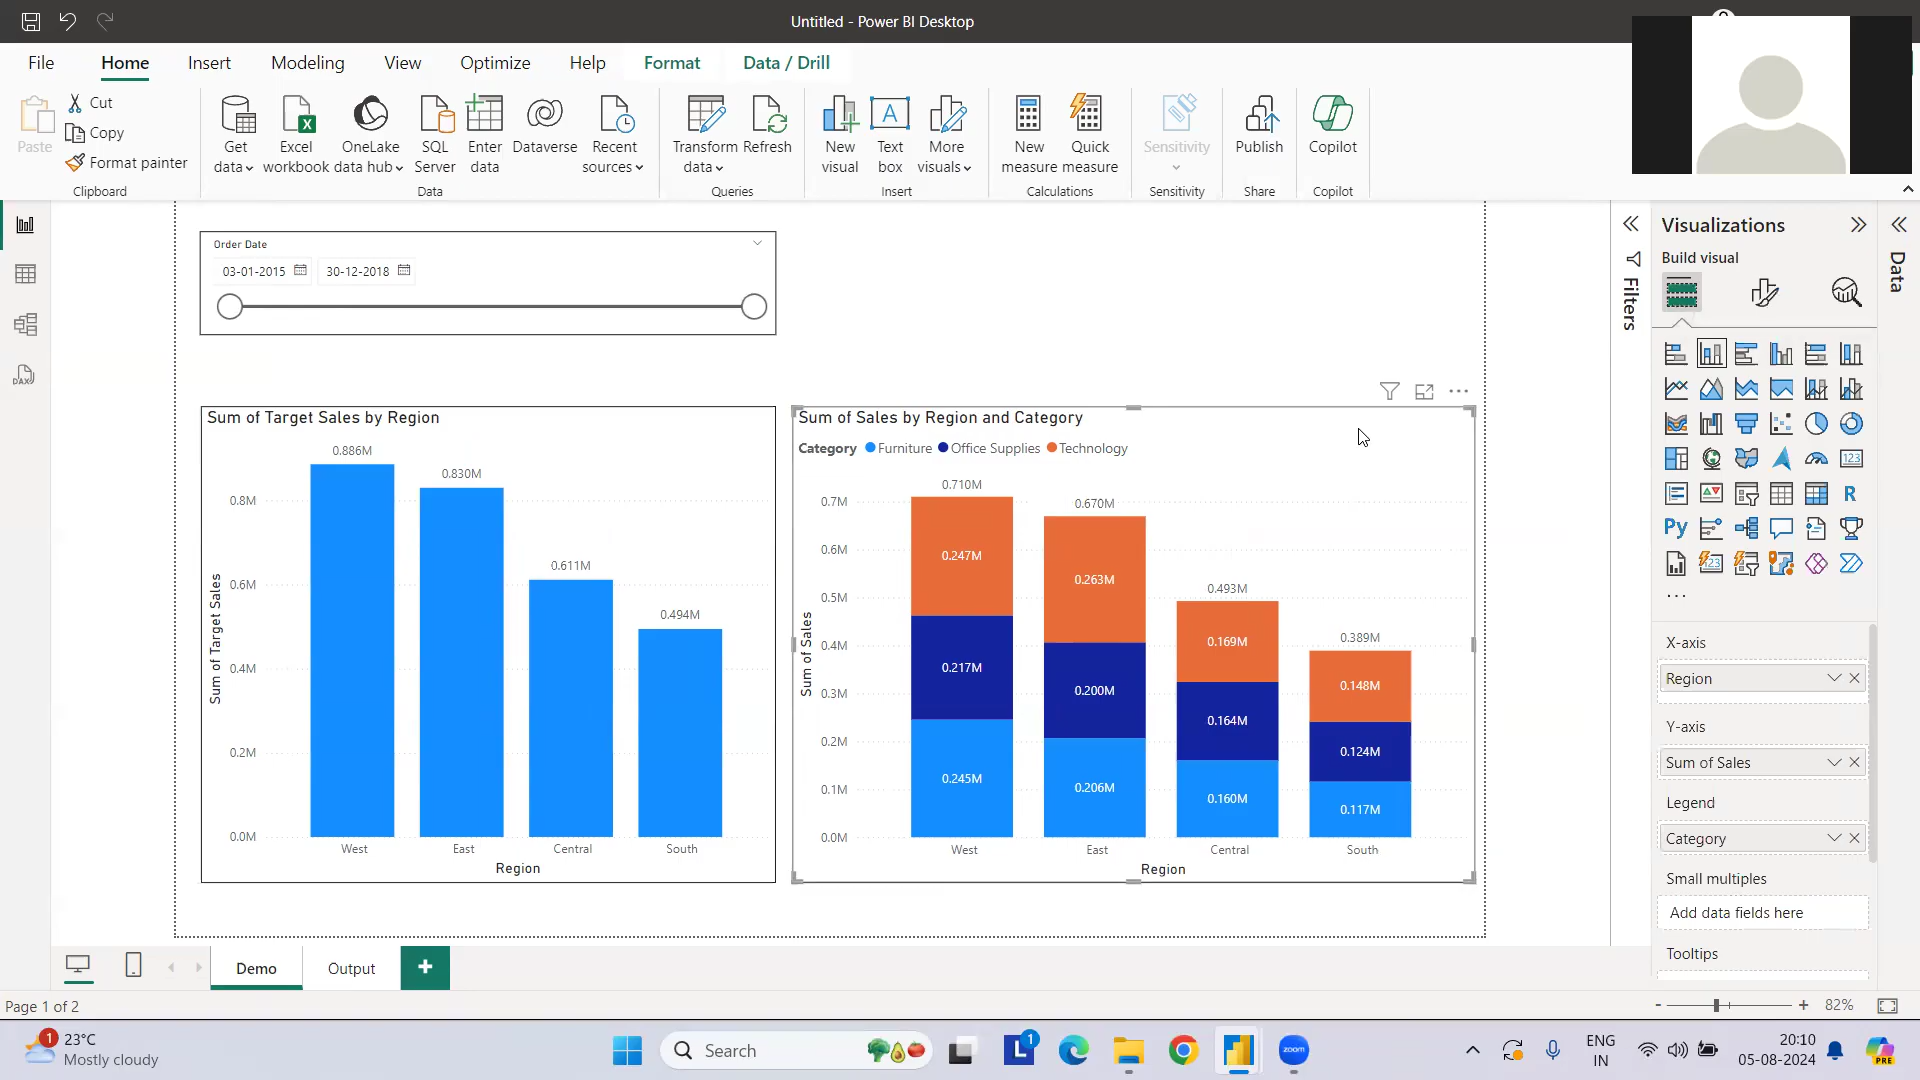 Untitled - Power BI Desktop
File Home Insert Modeling View Optimize Help Format Data / Drill
Paste
Cut
Copy
Format painter
Clipboard
Get data
Excel workbook
OneLake data hub
SQL Server
Enter data
Dataverse
Recent sources
Data
Transform data
Refresh
Queries
New visual
A
Text box
More visuals
Insert
New measure
Quick measure
Calculations
Sensitivity
Sensitivity
Publish
Share
Copilot
Copilot
DAX
Order Date
03-01-2015 30-12-2018
Sum of Target Sales by Region
0.886M
0.830M
0.611M
0.494M
0.8M
0.6M
0.4M
0.2M
0.0M
Sum of Target Sales
West East Central South
Region
Sum of Sales by Region and Category
Category Furniture Office Supplies Technology
0.7M
0.6M
0.5M
0.4M
0.3M
0.2M
0.1M
0.0M
Sum of Sales
0.710M
0.247M
0.217M
0.245M
0.670M
0.263M
0.200M
0.206M
0.493M
0.169M
0.164M
0.160M
0.389M
0.148M
0.124M
0.117M
West East Central South
Region
Filters
Visualizations
Build visual
123
R
Py
123
...
X-axis
Region
Y-axis
Sum of Sales
Legend
Category
Small multiples
Add data fields here
Tooltips
Data
Demo Output +
Page 1 of 2
- + 82%
1
23°C
Mostly cloudy
Search
L
1
zoom
ENG
IN
20:10
05-08-2024
PRE